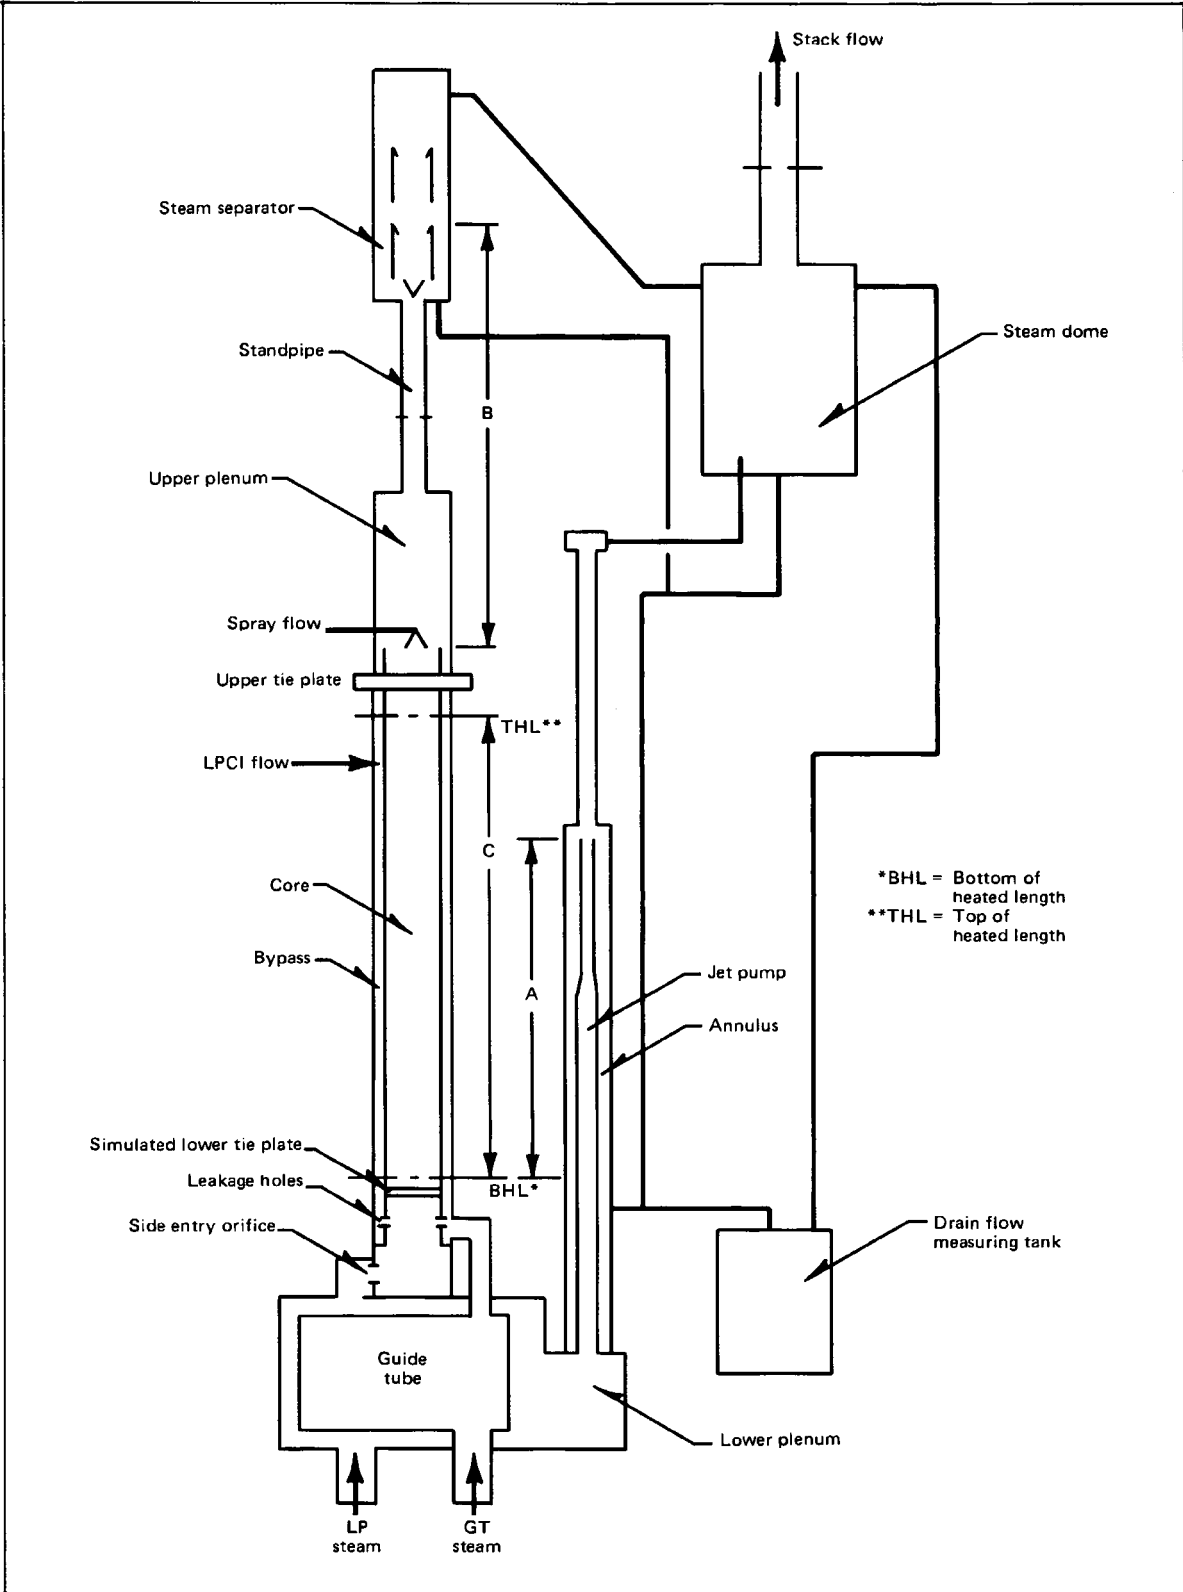 Stack flow
Steam separator
Steam dome
Standpipe
B
Upper plenum
Spray flow
Upper tie plate
THL**
LPCI flow
C
Core
*BHL = Bottom of
heated length
**THL = Top of
heated length
Bypass
Jet pump
A
Annulus
Simulated lower tie plate
Leakage holes
BHL*
Side entry orifice
Drain flow
measuring tank
Guide
tube
Lower plenum
LP
steam
GT
steam